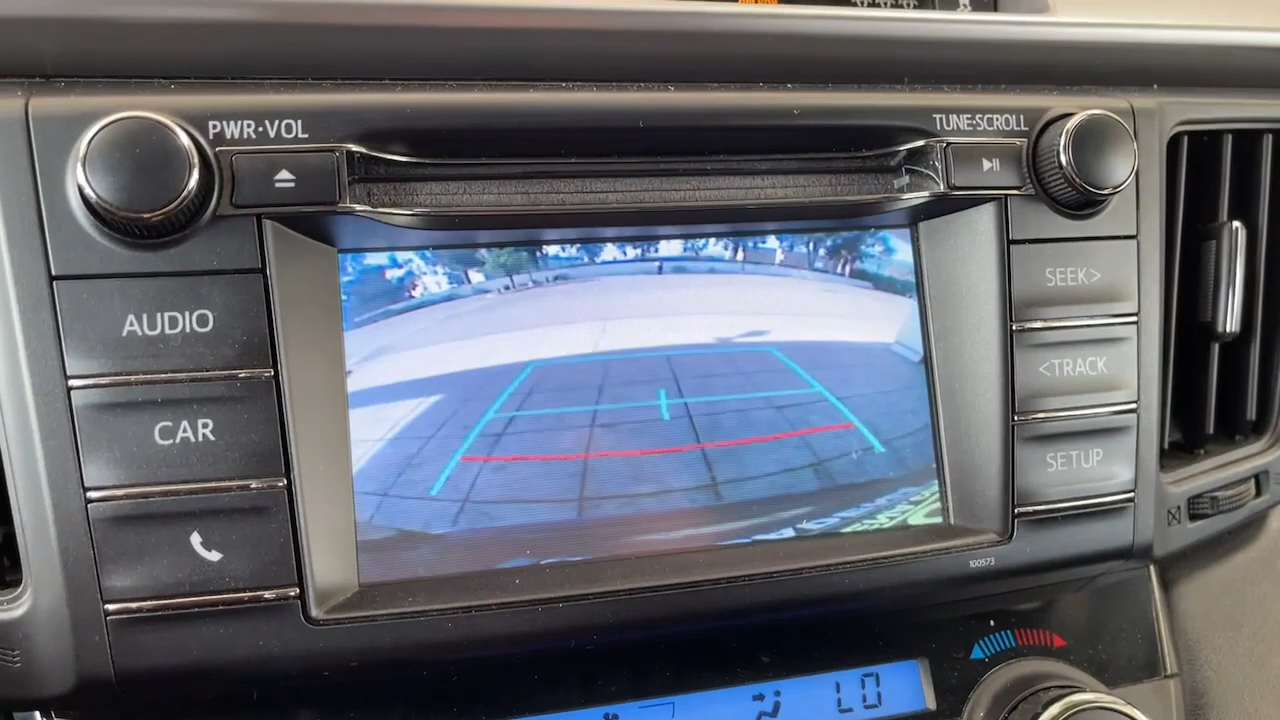 PWR·VOL
TUNE·SCROLL
AUDIO
CAR
SEEK>
<TRACK
SETUP
100573
LO